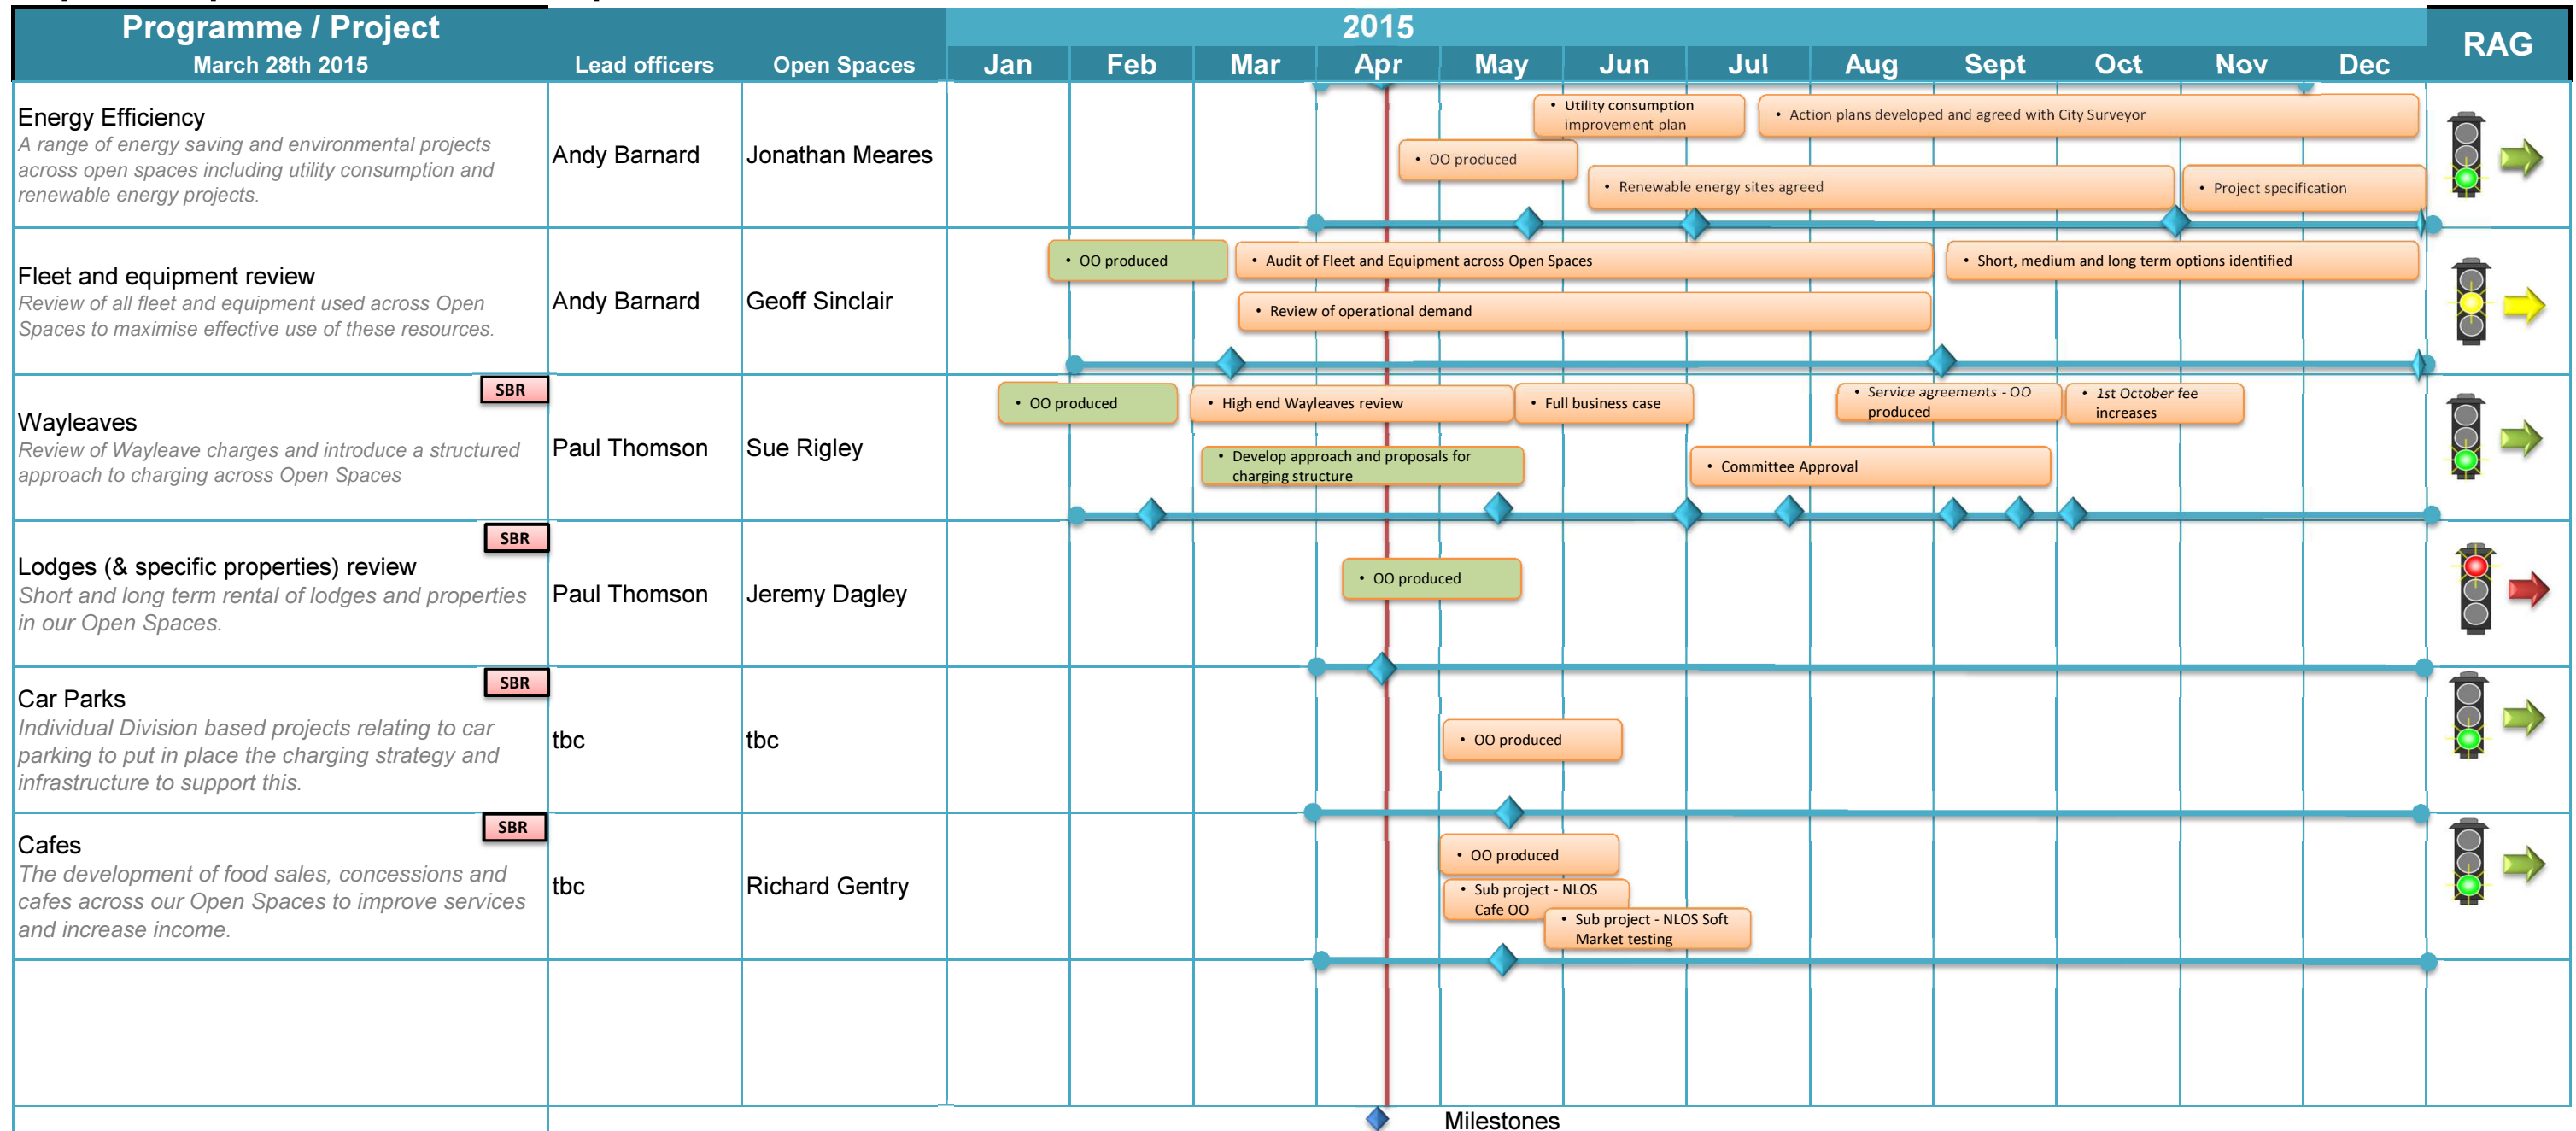 Programme / Project
March 28th 2015
Lead officers
Open Spaces
2015
Jan Feb Mar Apr May Jun Jul Aug Sept Oct Nov Dec
RAG
Energy Efficiency
A range of energy saving and environmental projects
across open spaces including utility consumption and
renewable energy projects.
Andy Barnard
Jonathan Meares
• Utility consumption
improvement plan
• Action plans developed and agreed with City Surveyor
• OO produced
• Renewable energy sites agreed
• Project specification
Fleet and equipment review
Review of all fleet and equipment used across Open
Spaces to maximise effective use of these resources.
Andy Barnard
Geoff Sinclair
• OO produced
• Audit of Fleet and Equipment across Open Spaces
• Short, medium and long term options identified
• Review of operational demand
SBR
Wayleaves
Review of Wayleave charges and introduce a structured
approach to charging across Open Spaces
Paul Thomson
Sue Rigley
• OO produced
• High end Wayleaves review
• Full business case
• Service agreements - OO
produced
• 1st October fee
increases
• Develop approach and proposals for
charging structure
• Committee Approval
SBR
Lodges (& specific properties) review
Short and long term rental of lodges and properties
in our Open Spaces.
Paul Thomson
Jeremy Dagley
• OO produced
SBR
Car Parks
Individual Division based projects relating to car
parking to put in place the charging strategy and
infrastructure to support this.
tbc
tbc
• OO produced
SBR
Cafes
The development of food sales, concessions and
cafes across our Open Spaces to improve services
and increase income.
tbc
Richard Gentry
• OO produced
• Sub project - NLOS
Cafe OO
• Sub project - NLOS Soft
Market testing
Milestones